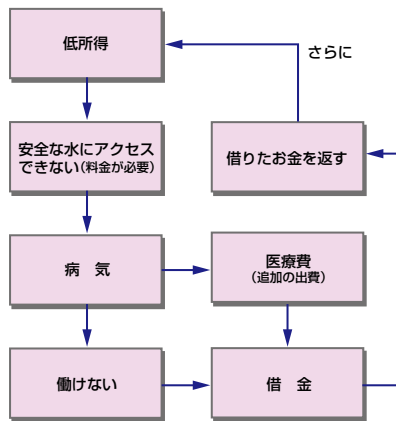 低所得
さらに
安全な水にアクセス
できない(料金が必要)
借りたお金を返す
病　気
医療費
(追加の出費)
働けない
借　金